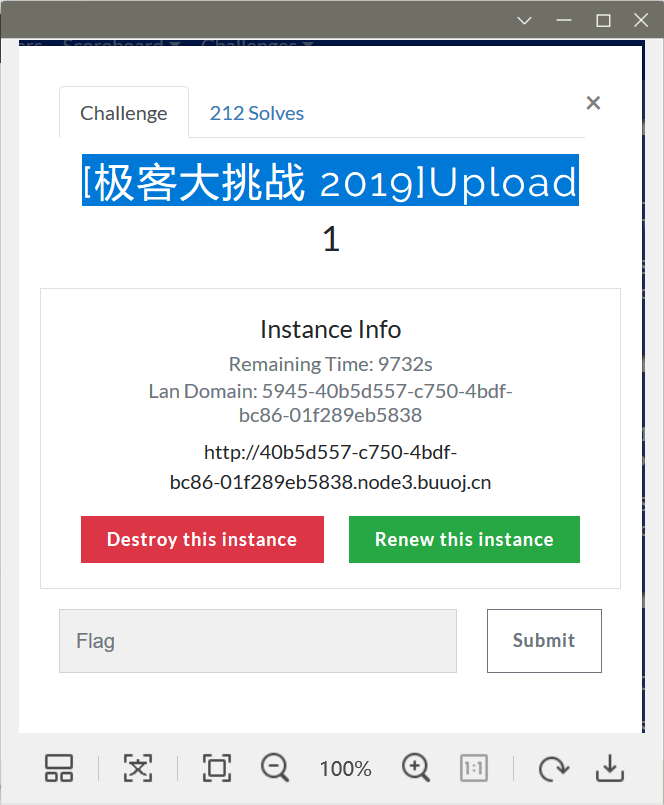 Challenge
212 Solves
[极客大挑战 2019]Upload
1
Instance Info
Remaining Time: 9732s
Lan Domain: 5945-40b5d557-c750-4bdf-
bc86-01f289eb5838
http://40b5d557-c750-4bdf-
bc86-01f289eb5838.node3.buuoj.cn
Destroy this instance
Renew this instance
Flag
Submit
100%
1:1